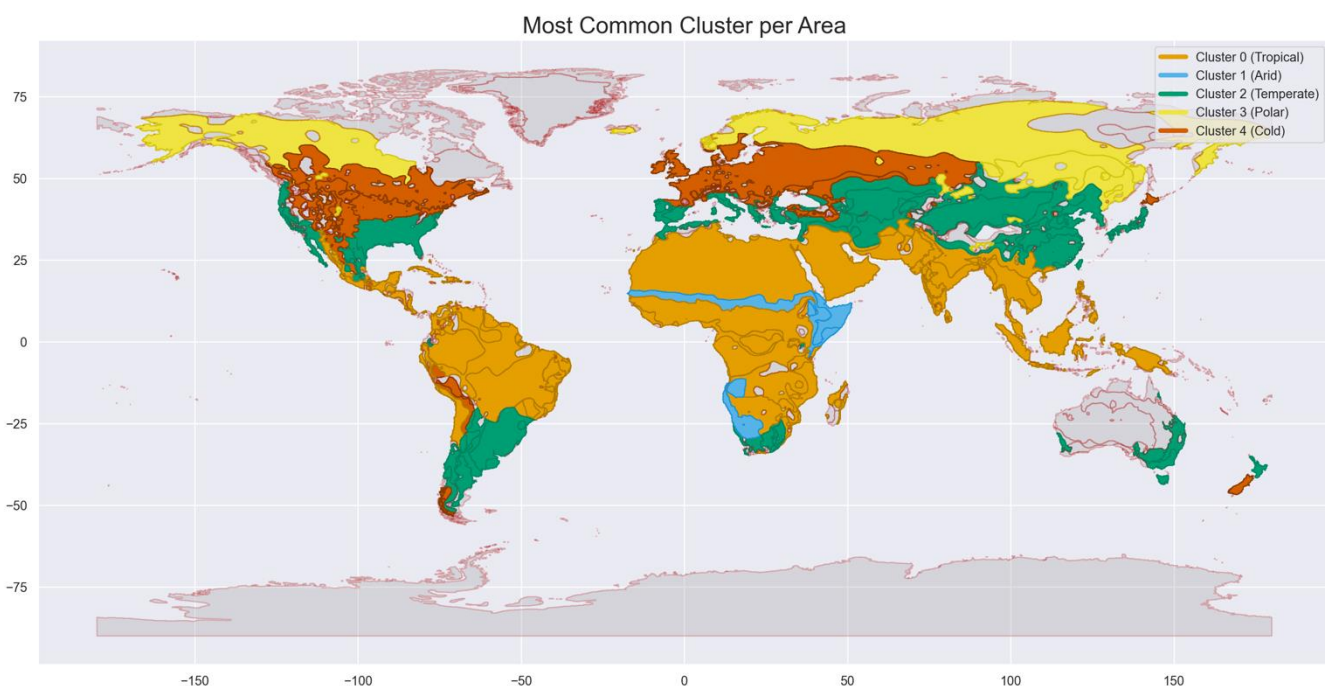 Most Common Cluster per Area
Cluster 0 (Tropical)
Cluster 1 (Arid)
Cluster 2 (Temperate)
Cluster 3 (Polar)
Cluster 4 (Cold)
75
50
25
0
−25
−50
−75
−150
−100
−50
0
50
100
150